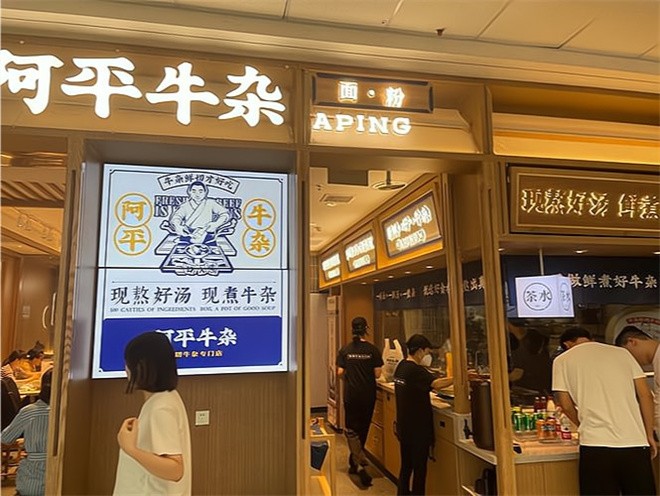 阿平牛杂
面·粉
APING
牛杂鲜切才好吃
FRESH BEEF
阿平
牛杂
现熬好汤 现煮牛杂
100 CATTIES OF INGREDIENTS BOIL A POT OF GOOD SOUP
阿平牛杂
牛杂专门店
现熬好汤 鲜煮
鲜煮好牛杂
茶水